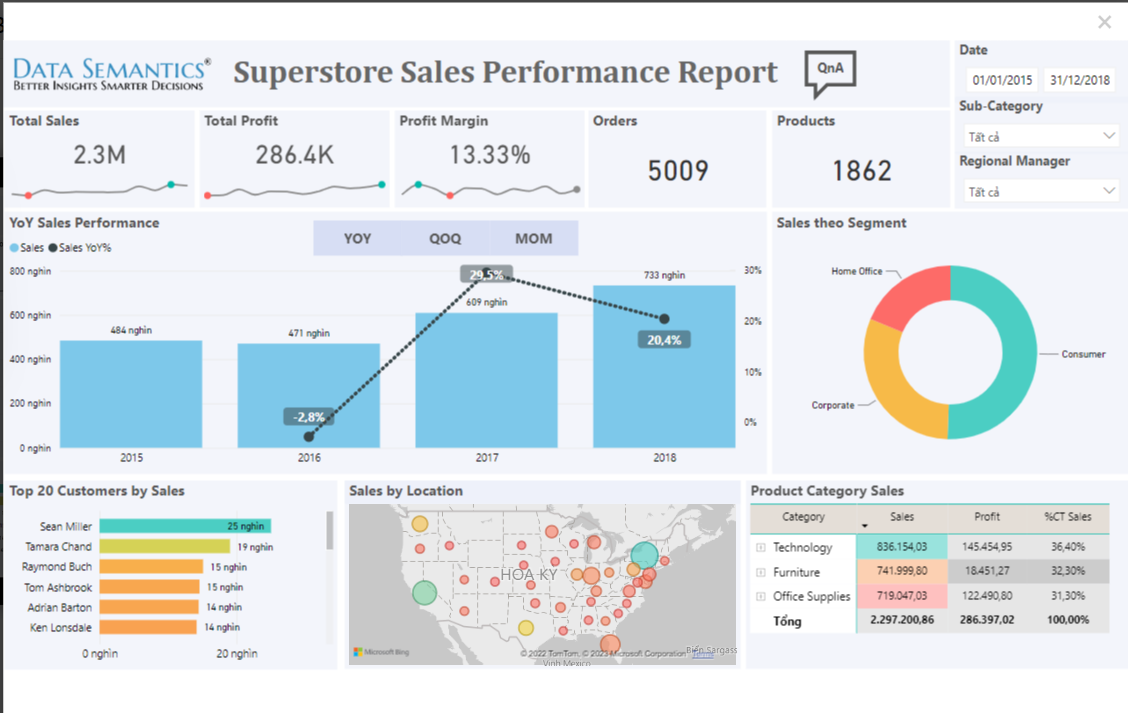 DATA SEMANTICS®
BETTER INSIGHTS SMARTER DECISIONS
Superstore Sales Performance Report
QnA
Date
01/01/2015 31/12/2018
Sub-Category
Tất cả
Regional Manager
Tất cả
Total Sales
2.3M
Total Profit
286.4K
Profit Margin
13.33%
Orders
5009
Products
1862
YoY Sales Performance
Sales Sales YoY%
YOY QOQ MOM
800 nghìn
600 nghìn
400 nghìn
200 nghìn
0 nghìn
484 nghìn
471 nghìn
609 nghìn
733 nghìn
-2,8%
29,5%
20,4%
30%
20%
10%
0%
2015 2016 2017 2018
Sales theo Segment
Home Office
Consumer
Corporate
Top 20 Customers by Sales
Sean Miller 25 nghìn
Tamara Chand 19 nghìn
Raymond Buch 15 nghìn
Tom Ashbrook 15 nghìn
Adrian Barton 14 nghìn
Ken Lonsdale 14 nghìn
0 nghìn 20 nghìn
Sales by Location
HOA KỲ
Microsoft Bing
© 2022 TomTom, © 2023 Microsoft Corporation Terms
Biển Sargass
Vịnh Mexico
Product Category Sales
Category Sales Profit %CT Sales
Technology 836.154,03 145.454,95 36,40%
Furniture 741.999,80 18.451,27 32,30%
Office Supplies 719.047,03 122.490,80 31,30%
Tổng 2.297.200,86 286.397,02 100,00%